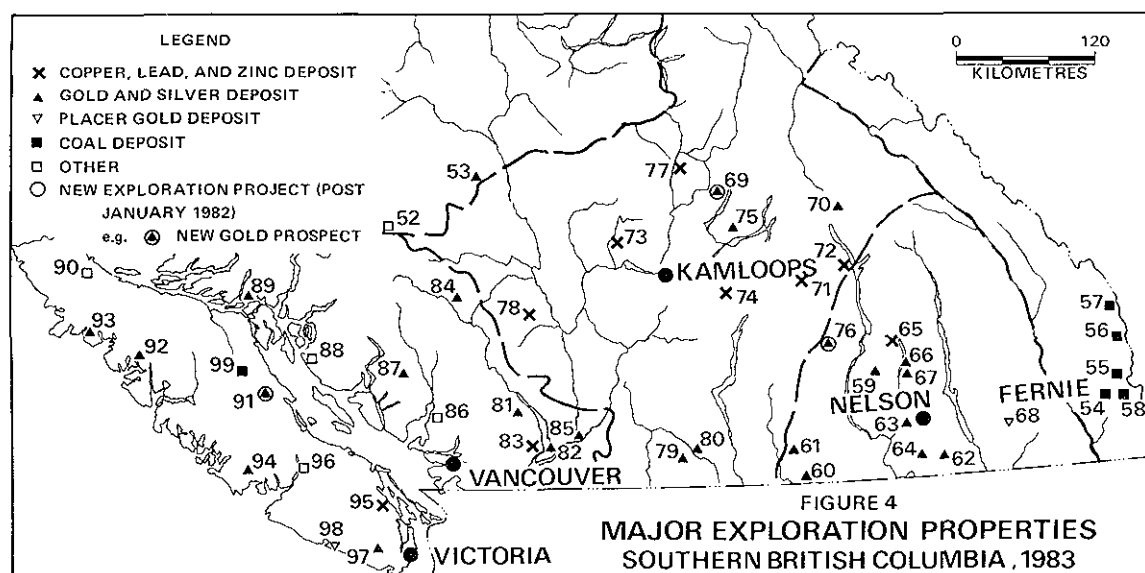 LEGEND
COPPER, LEAD, AND ZINC DEPOSIT
GOLD AND SILVER DEPOSIT
PLACER GOLD DEPOSIT
COAL DEPOSIT
OTHER
NEW EXPLORATION PROJECT (POST
JANUARY 1982)
e.g. NEW GOLD PROSPECT
0 120
KILOMETRES
53
77
69
52
75
70
73
72
90
KAMLOOPS
71
74
89
84
78
57
93
76
65
56
92
88
66
99
87
59
67
55
91
NELSON
FERNIE
54
58
86
81
68
63
83
85
82
80
61
79
64
62
94
96
60
VANCOUVER
95
98
97
VICTORIA
FIGURE 4
MAJOR EXPLORATION PROPERTIES
SOUTHERN BRITISH COLUMBIA, 1983